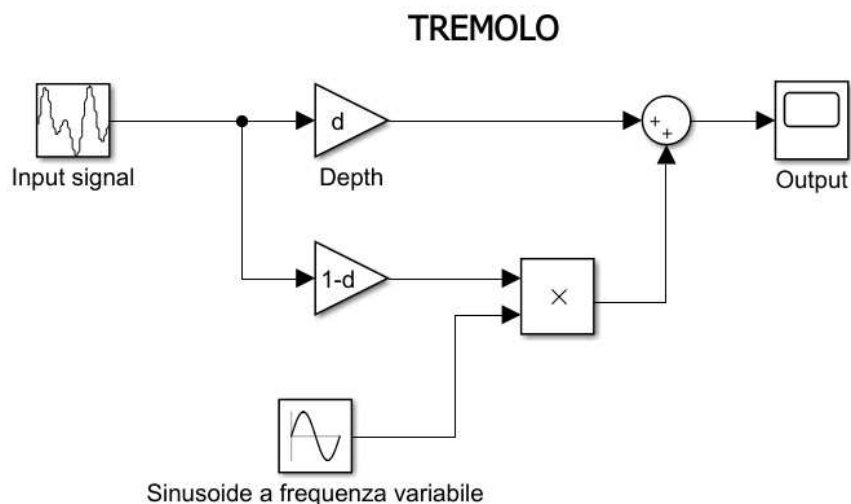 TREMOLO
d
+
+
Input signal
Depth
Output
1-d
×
Sinusoide a frequenza variabile